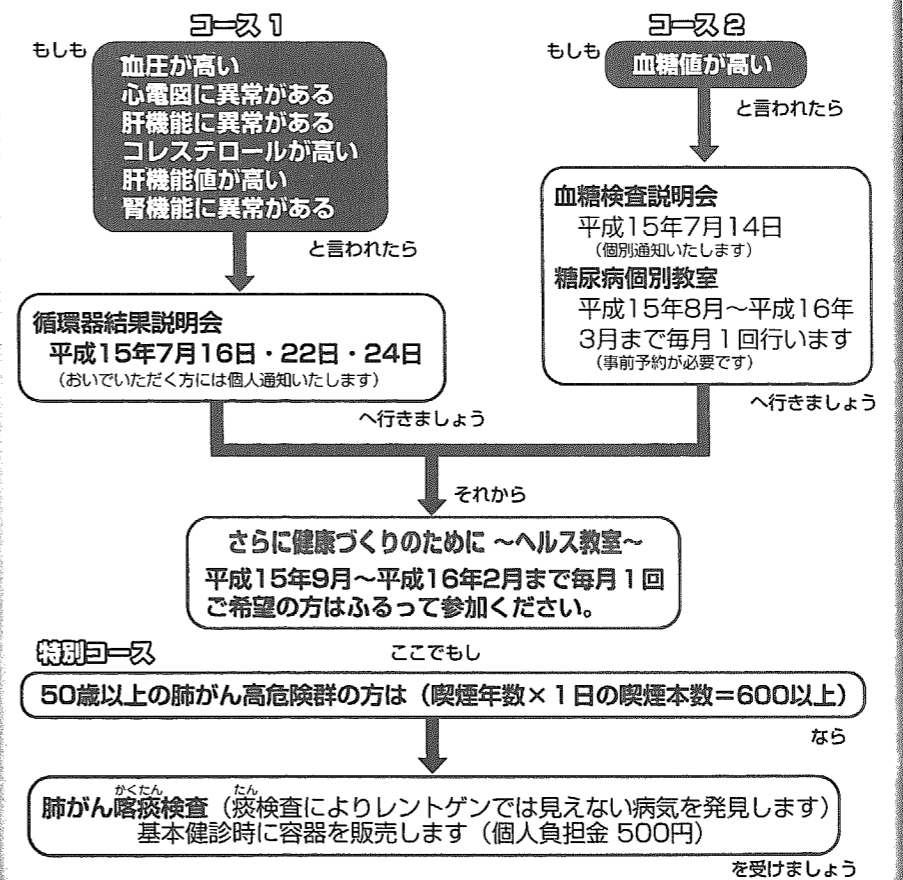 コース 1
もしも
血圧が高い
心電図に異常がある
肝機能に異常がある
コレステロールが高い
肝機能値が高い
腎機能に異常がある
と言われたら
循環器結果説明会
平成15年7月16日・22日・24日
（おいでいただく方には個人通知いたします）
へ行きましょう
コース 2
もしも
血糖値が高い
と言われたら
血糖検査説明会
平成15年7月14日
（個別通知いたします）
糖尿病個別教室
平成15年8月〜平成16年
3月まで毎月1回行います
（事前予約が必要です）
へ行きましょう
それから
さらに健康づくりのために 〜ヘルス教室〜
平成15年9月〜平成16年2月まで毎月1回
ご希望の方はふるって参加ください。
特別コース
ここでもし
50歳以上の肺がん高危険群の方は（喫煙年数×1日の喫煙本数＝600以上）
なら
かくたん たん
肺がん喀痰検査（痰検査によりレントゲンでは見えない病気を発見します）
基本健診時に容器を販売します（個人負担金 500円）
を受けましょう